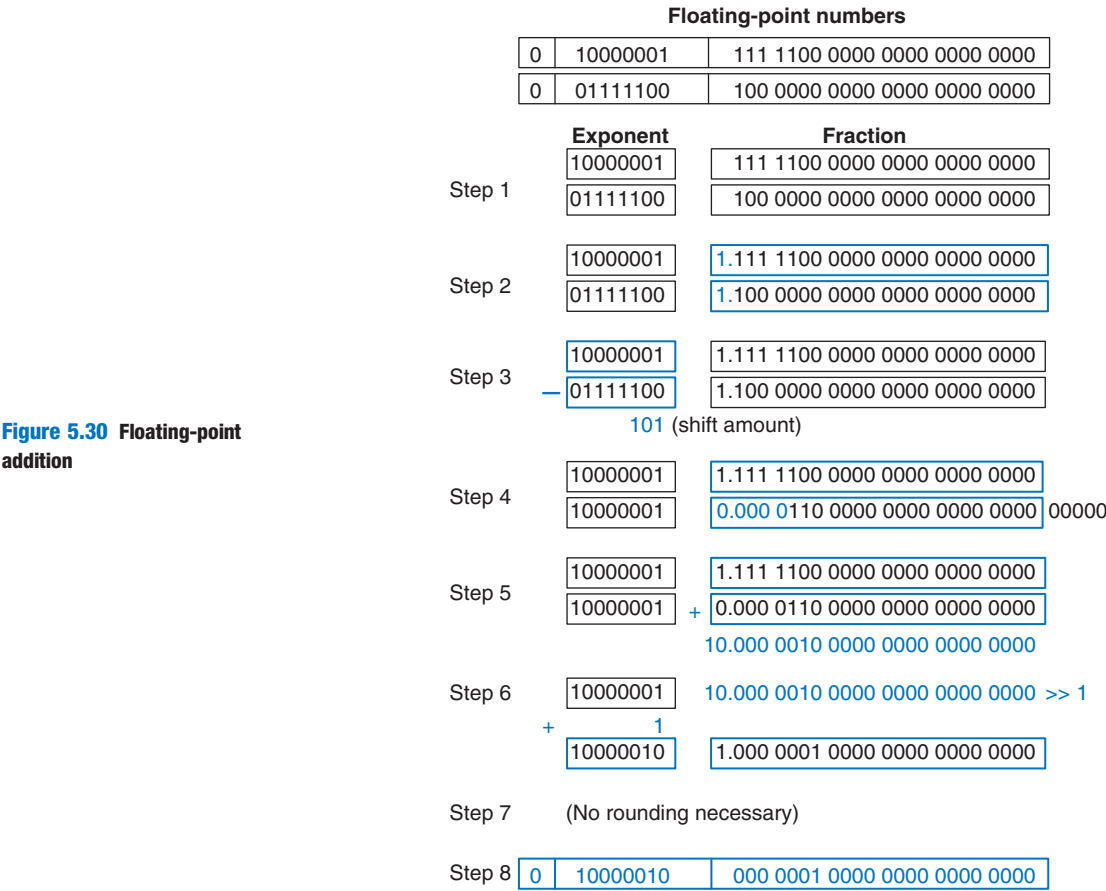 Floating-point numbers
0 10000001 111 1100 0000 0000 0000 0000
0 01111100 100 0000 0000 0000 0000 0000
Exponent Fraction
10000001 111 1100 0000 0000 0000 0000
Step 1
01111100 100 0000 0000 0000 0000 0000
10000001 1.111 1100 0000 0000 0000 0000
Step 2
01111100 1.100 0000 0000 0000 0000 0000
10000001 1.111 1100 0000 0000 0000 0000
Step 3
– 01111100 1.100 0000 0000 0000 0000 0000
101 (shift amount)
Figure 5.30 Floating-point
addition
10000001 1.111 1100 0000 0000 0000 0000
Step 4
10000001 0.000 0110 0000 0000 0000 0000 00000
10000001 1.111 1100 0000 0000 0000 0000
Step 5
10000001 + 0.000 0110 0000 0000 0000 0000
10.000 0010 0000 0000 0000 0000
Step 6 10000001 10.000 0010 0000 0000 0000 0000 >> 1
+ 1
10000010 1.000 0001 0000 0000 0000 0000
Step 7 (No rounding necessary)
Step 8 0 10000010 000 0001 0000 0000 0000 0000